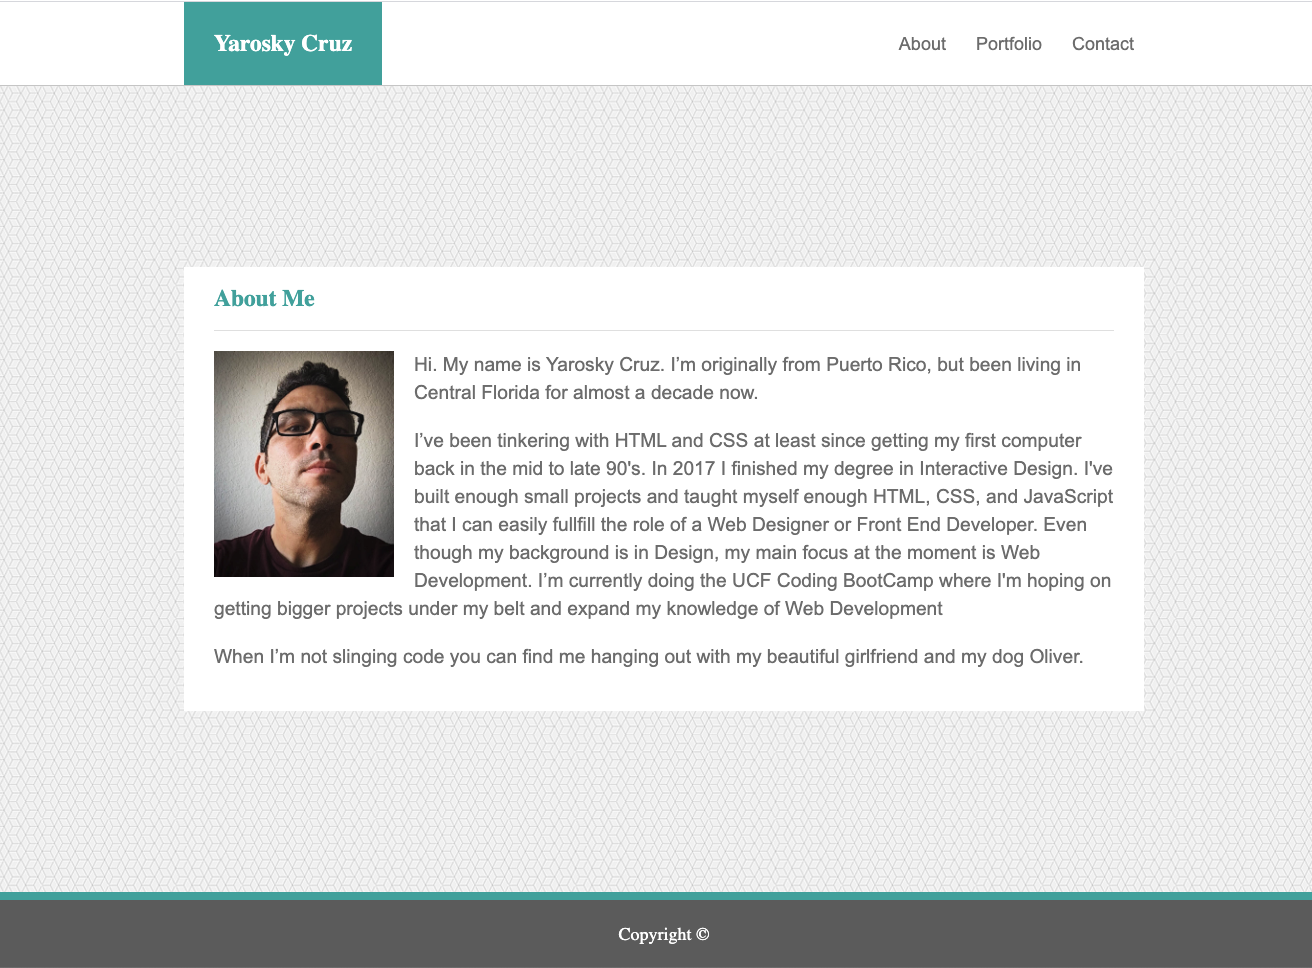 Yarosky Cruz
About Portfolio Contact
About Me
Hi. My name is Yarosky Cruz. I’m originally from Puerto Rico, but been living in
Central Florida for almost a decade now.
I’ve been tinkering with HTML and CSS at least since getting my first computer
back in the mid to late 90's. In 2017 I finished my degree in Interactive Design. I've
built enough small projects and taught myself enough HTML, CSS, and JavaScript
that I can easily fullfill the role of a Web Designer or Front End Developer. Even
though my background is in Design, my main focus at the moment is Web
Development. I’m currently doing the UCF Coding BootCamp where I'm hoping on
getting bigger projects under my belt and expand my knowledge of Web Development
When I’m not slinging code you can find me hanging out with my beautiful girlfriend and my dog Oliver.
Copyright ©